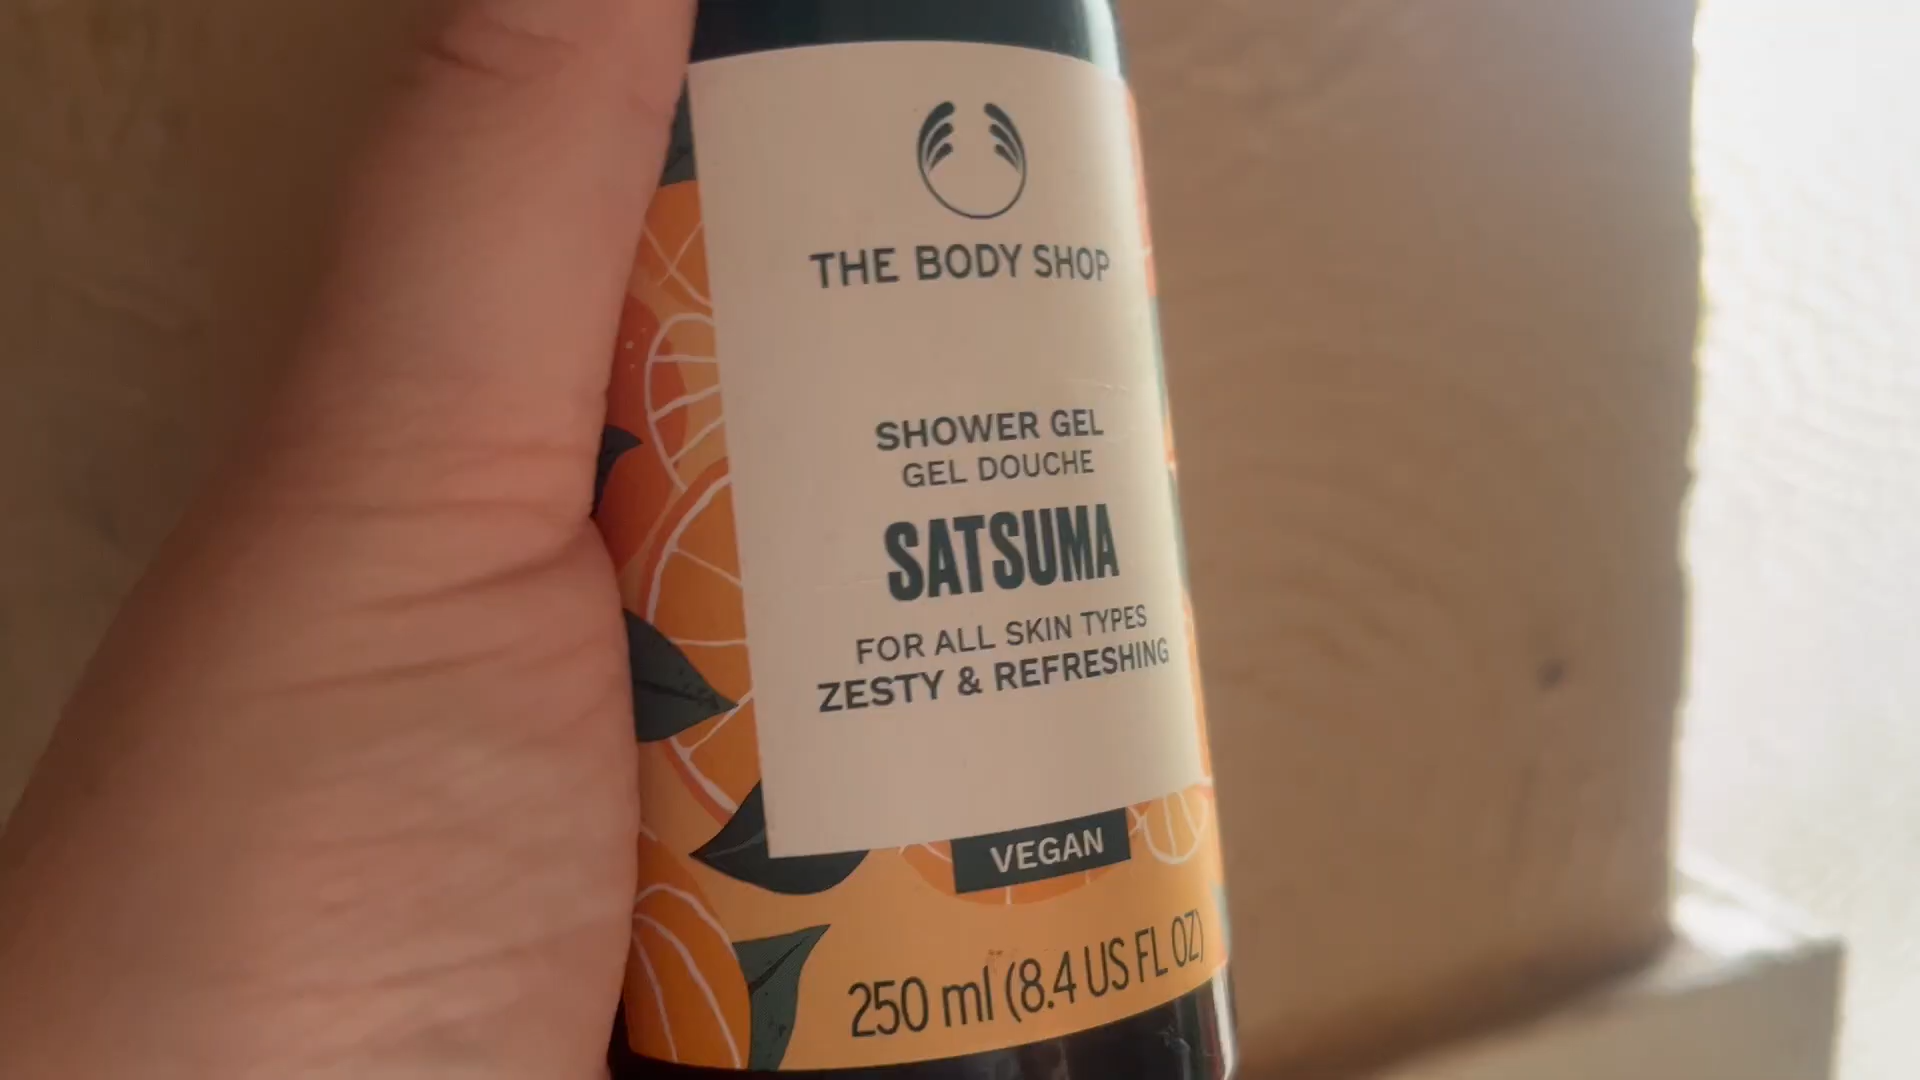 THE BODY SHOP
SHOWER GEL
GEL DOUCHE
SATSUMA
FOR ALL SKIN TYPES
ZESTY & REFRESHING
VEGAN
250 ml (8.4 US FL OZ)